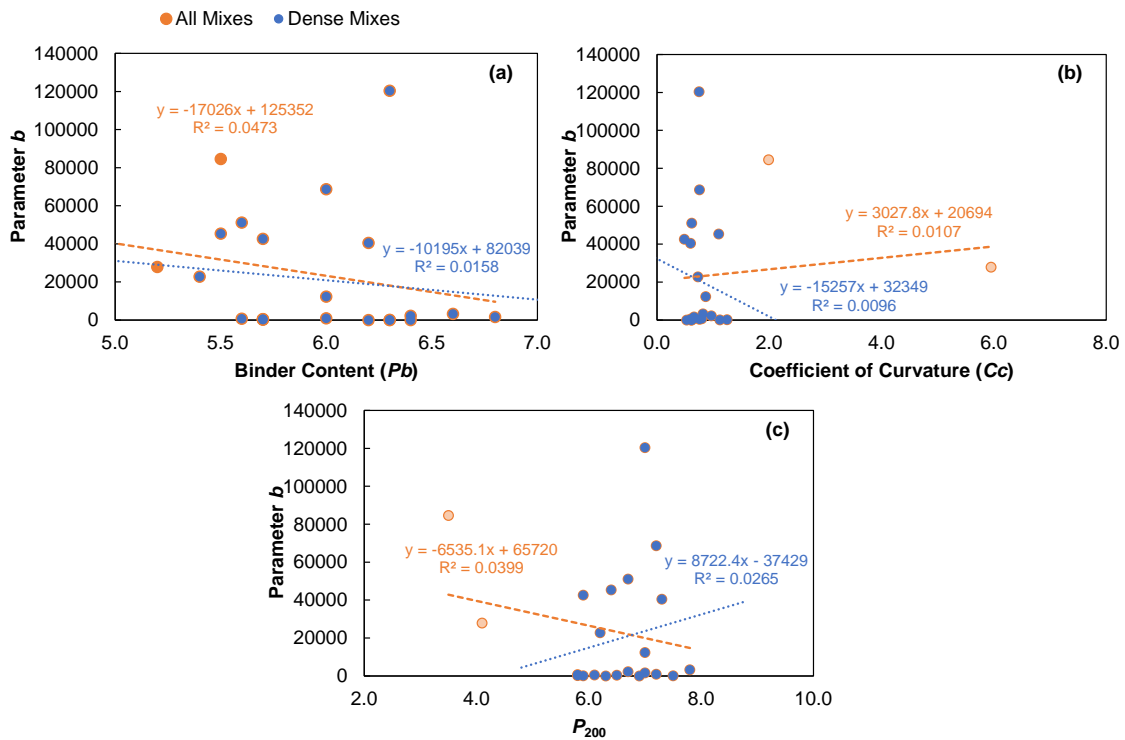 All Mixes Dense Mixes
(a)
140000
120000
100000
80000
60000
40000
20000
0
Parameter b
y = -17026x + 125352
R² = 0.0473
y = -10195x + 82039
R² = 0.0158
5.0 5.5 6.0 6.5 7.0
Binder Content (Pb)
(b)
140000
120000
100000
80000
60000
40000
20000
0
Parameter b
y = 3027.8x + 20694
R² = 0.0107
y = -15257x + 32349
R² = 0.0096
0.0 2.0 4.0 6.0 8.0
Coefficient of Curvature (Cc)
(c)
140000
120000
100000
80000
60000
40000
20000
0
Parameter b
y = -6535.1x + 65720
R² = 0.0399
y = 8722.4x - 37429
R² = 0.0265
2.0 4.0 6.0 8.0 10.0
P200